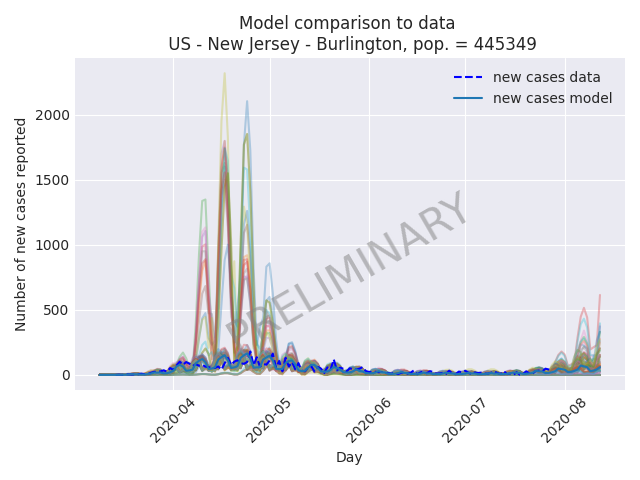 Model comparison to data
US - New Jersey - Burlington, pop. = 445349
new cases data
new cases model
PRELIMINARY
Number of new cases reported
2000
1500
1000
500
0
2020-04
2020-05
2020-06
2020-07
2020-08
Day